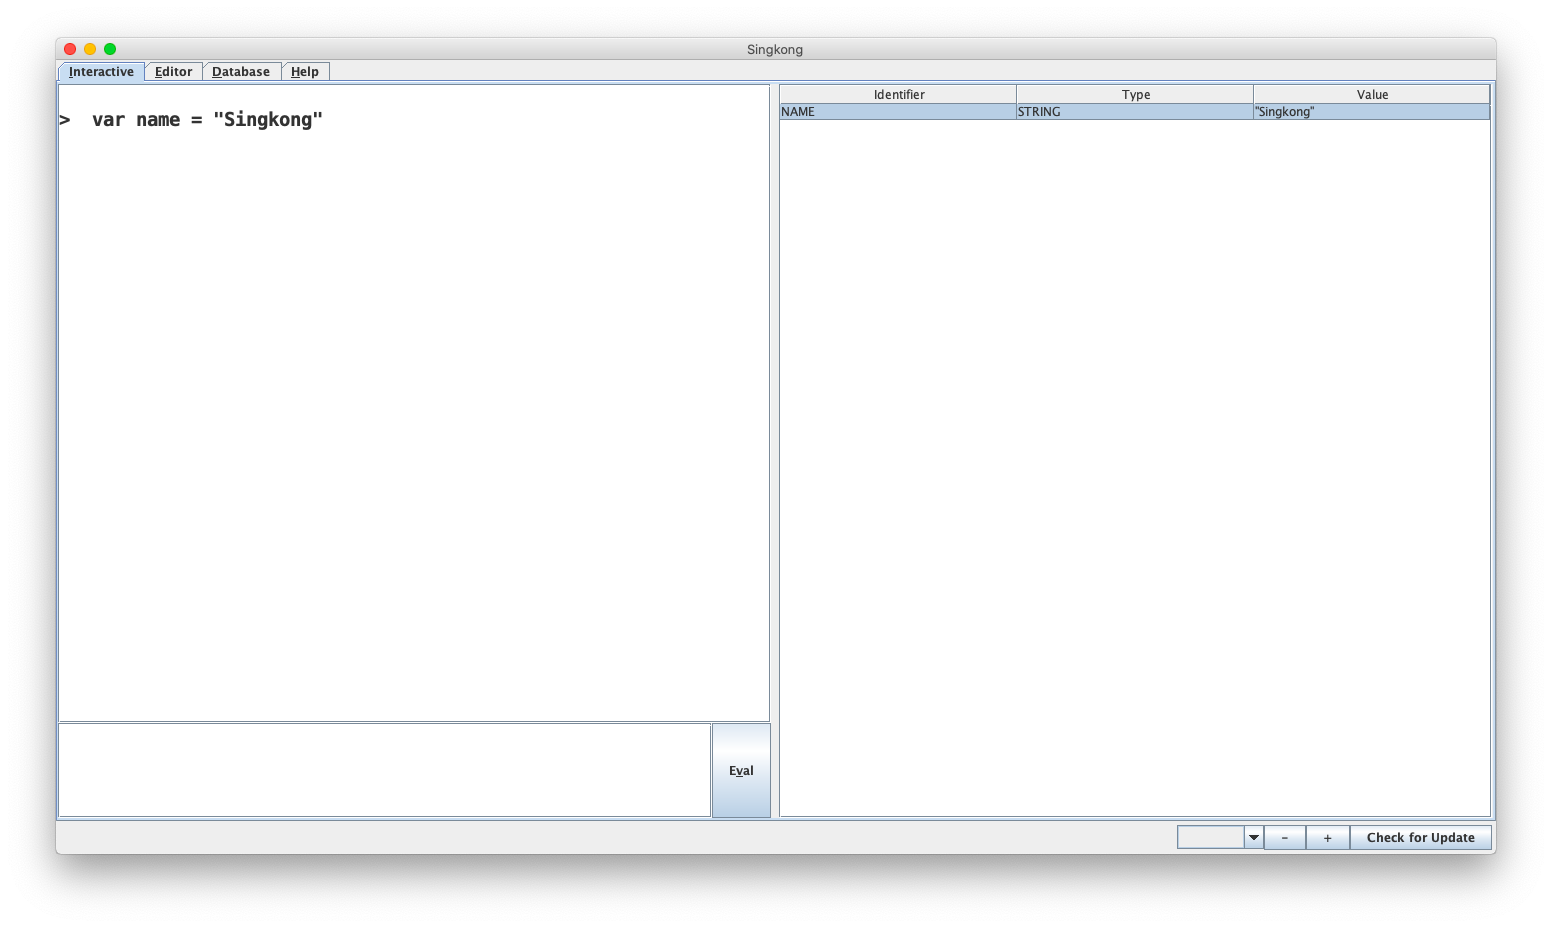 Singkong
Interactive Editor Database Help
> var name = "Singkong"
Identifier Type Value
NAME STRING "Singkong"
Eval
- + Check for Update